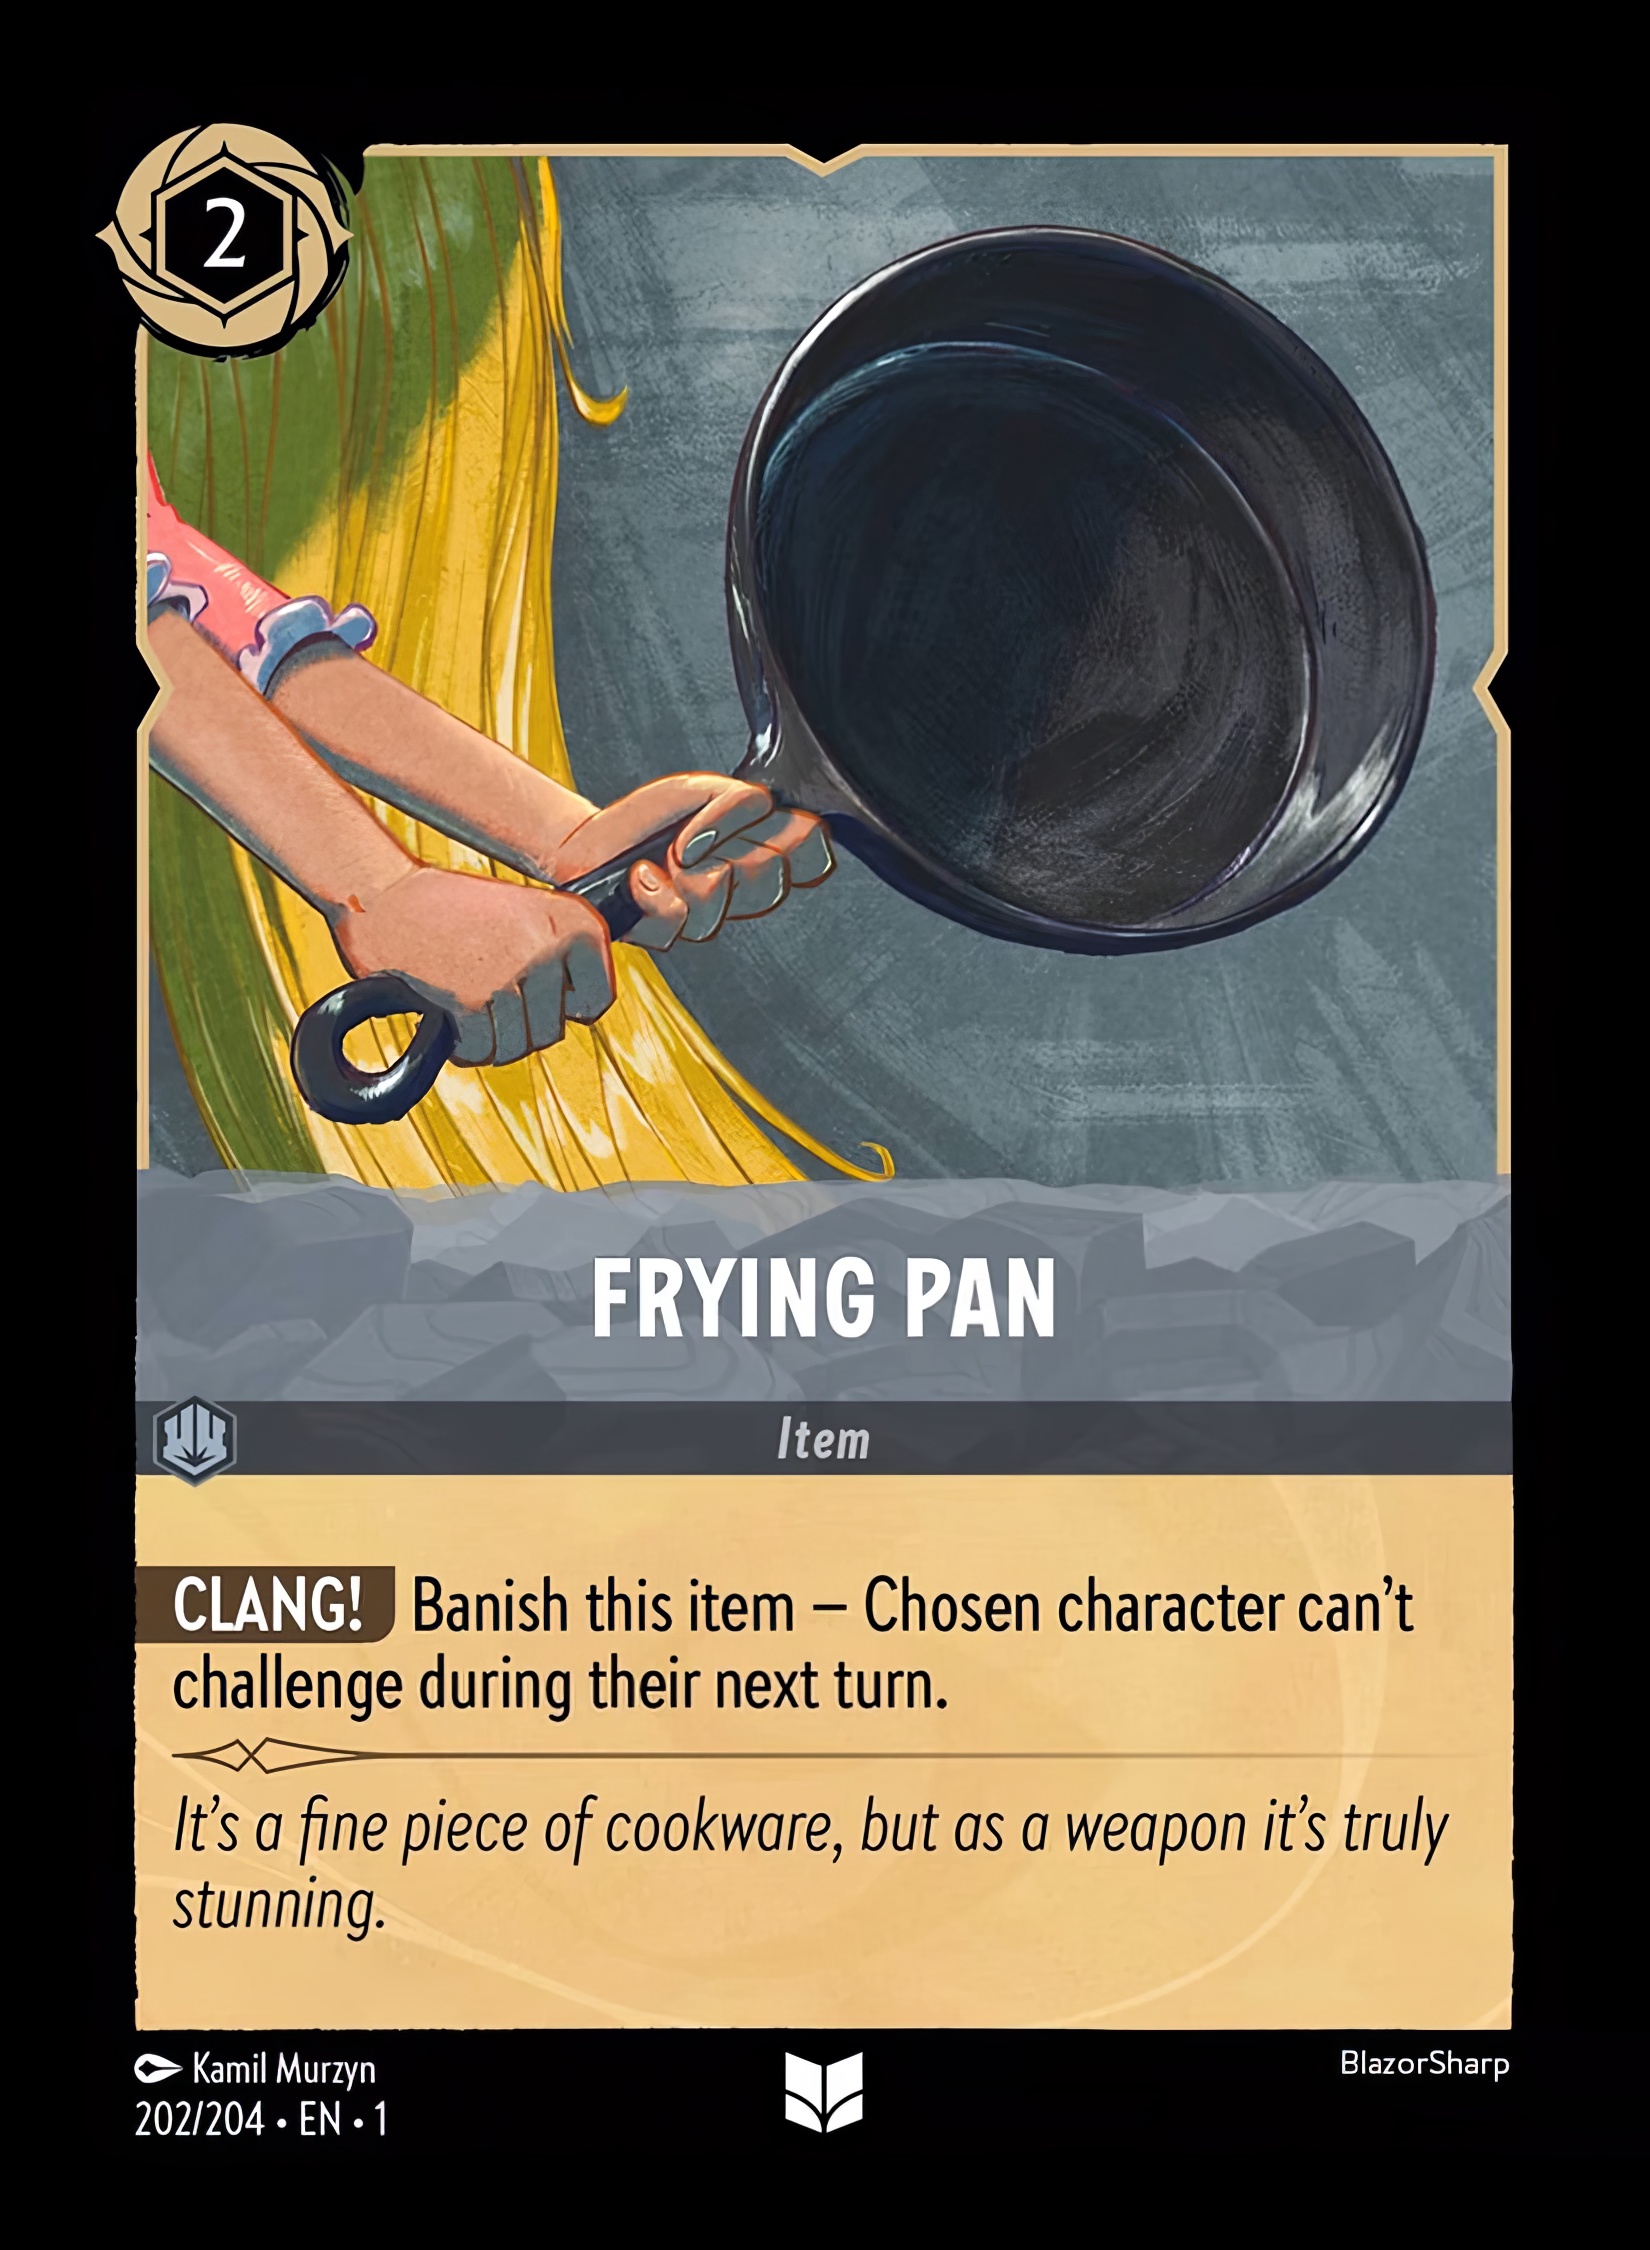 2
FRYING PAN
Item
CLANG! Banish this item – Chosen character can't
challenge during their next turn.
It's a fine piece of cookware, but as a weapon it's truly
stunning.
Kamil Murzyn
202/204 • EN • 1
BlazorSharp